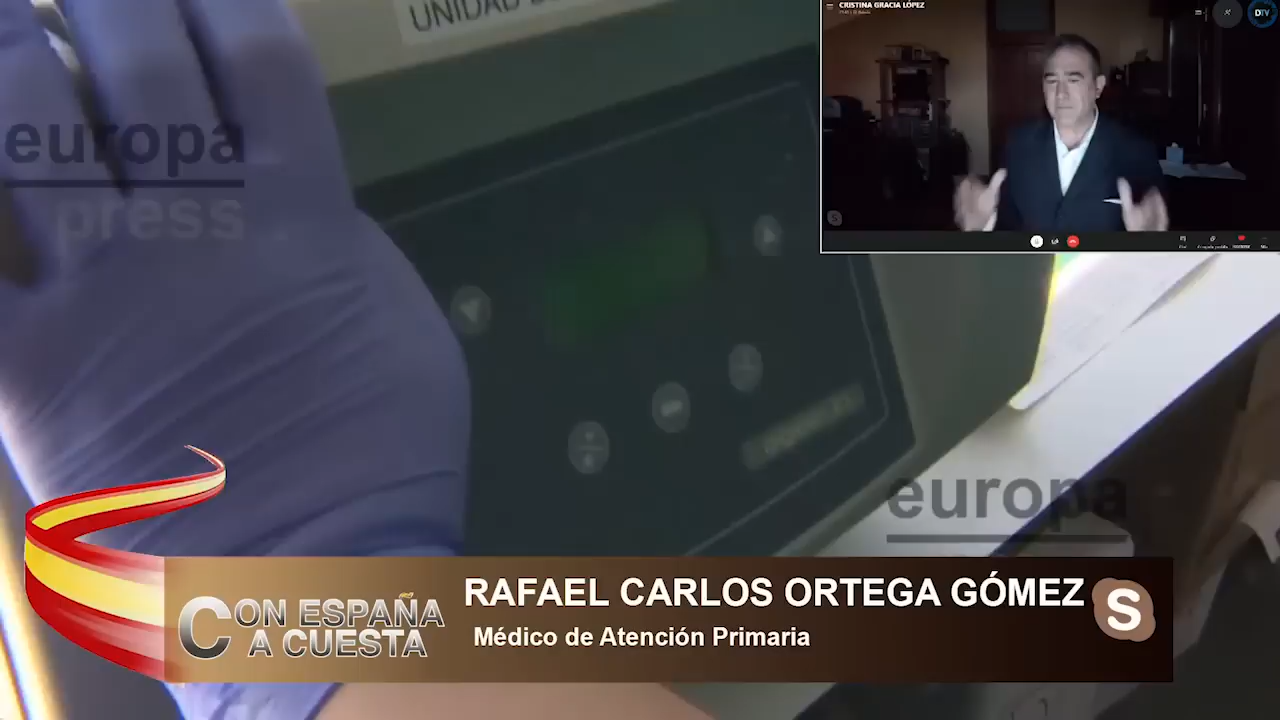 UNIDAD
CRISTINA GRACIA LÓPEZ
DTV
europa
press
europa
CON ESPAÑA
A CUESTA
RAFAEL CARLOS ORTEGA GÓMEZ
Médico de Atención Primaria
S